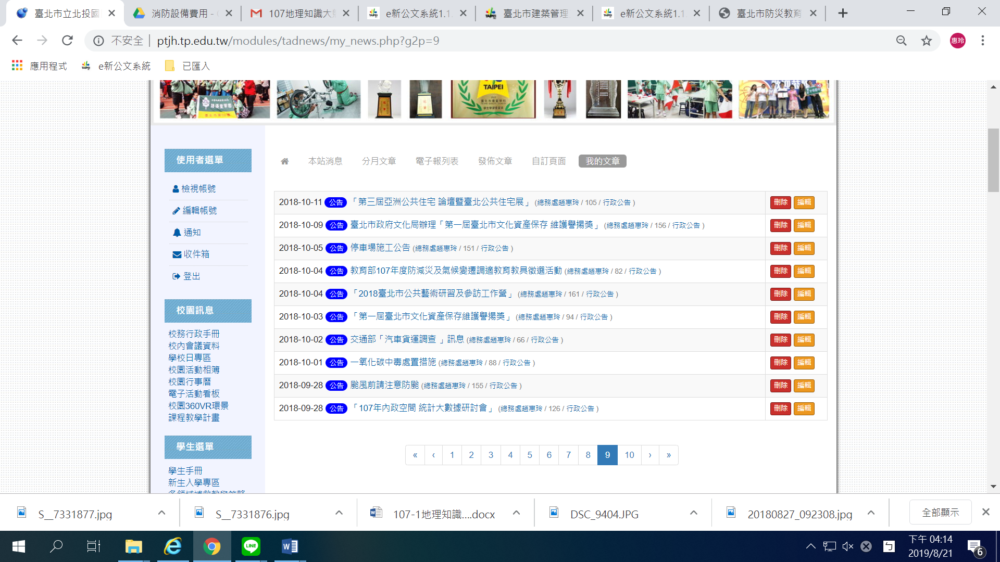 臺北市立北投國
消防設備費用 -
107地理知識大
e新公文系統1.1
臺北市建築管理
e新公文系統1.1
臺北市防災教育
不安全 | ptjh.tp.edu.tw/modules/tadnews/my_news.php?g2p=9
惠玲
應用程式 e新公文系統 已匯入
TAIPEI
使用者選單
檢視帳號
編輯帳號
通知
收件箱
登出
校園訊息
校務行政手冊
校內會議資料
學校日專區
校園活動相簿
校園行事曆
電子活動看板
校園360VR環景
課程教學計畫
學生選單
學生手冊
新生入學專區
本站消息 分月文章 電子報列表 發佈文章 自訂頁面 我的文章
2018-10-11 公告 「第三屆亞洲公共住宅 論壇暨臺北公共住宅展」 (總務處趙惠玲 / 105 / 行政公告 ) 刪除 編輯
2018-10-09 公告 臺北市政府文化局辦理「第一屆臺北市文化資產保存 維護譽揚獎」 (總務處趙惠玲 / 156 / 行政公告 ) 刪除 編輯
2018-10-05 公告 停車場施工公告 (總務處趙惠玲 / 151 / 行政公告 ) 刪除 編輯
2018-10-04 公告 教育部107年度防減災及氣候變遷調適教育教具徵選活動 (總務處趙惠玲 / 82 / 行政公告 ) 刪除 編輯
2018-10-04 公告 「2018臺北市公共藝術研習及參訪工作營」 (總務處趙惠玲 / 161 / 行政公告 ) 刪除 編輯
2018-10-03 公告 「第一屆臺北市文化資產保存維護譽揚獎」 (總務處趙惠玲 / 94 / 行政公告 ) 刪除 編輯
2018-10-02 公告 交通部「汽車貨運調查 」訊息 (總務處趙惠玲 / 66 / 行政公告 ) 刪除 編輯
2018-10-01 公告 一氧化碳中毒處置措施 (總務處趙惠玲 / 88 / 行政公告 ) 刪除 編輯
2018-09-28 公告 颱風前請注意防颱 (總務處趙惠玲 / 155 / 行政公告 ) 刪除 編輯
2018-09-28 公告 「107年內政空間 統計大數據研討會」 (總務處趙惠玲 / 126 / 行政公告 ) 刪除 編輯
« ‹ 1 2 3 4 5 6 7 8 9 10 › »
S__7331877.jpg
S__7331876.jpg
107-1地理知識....docx
DSC_9404.JPG
20180827_092308.jpg
全部顯示
LINE
ㄅ
下午 04:14
2019/8/21
6